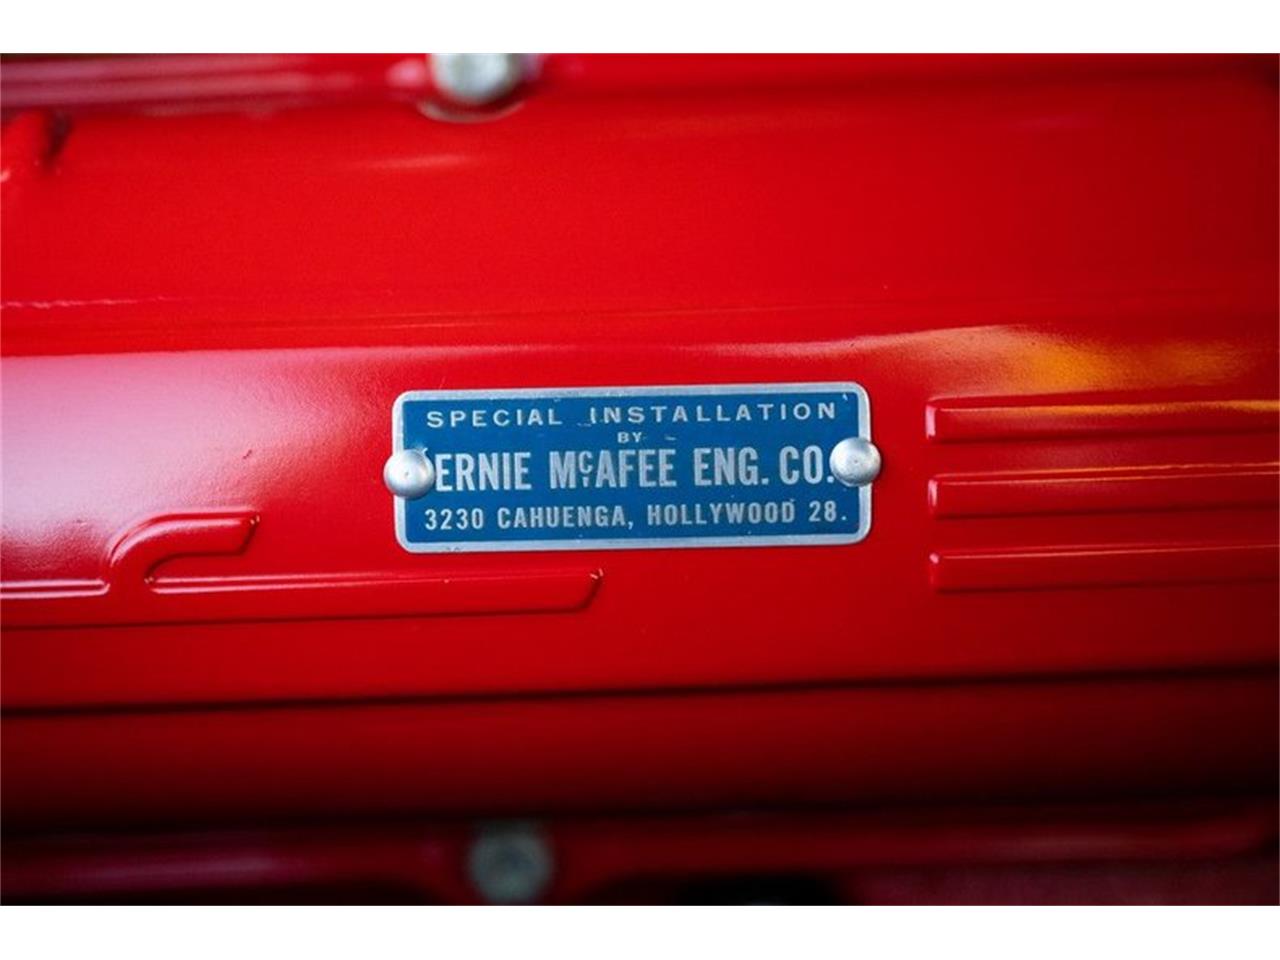 SPECIAL INSTALLATION
BY
ERNIE McAFEE ENG. CO.
3230 CAHUENGA, HOLLYWOOD 28.